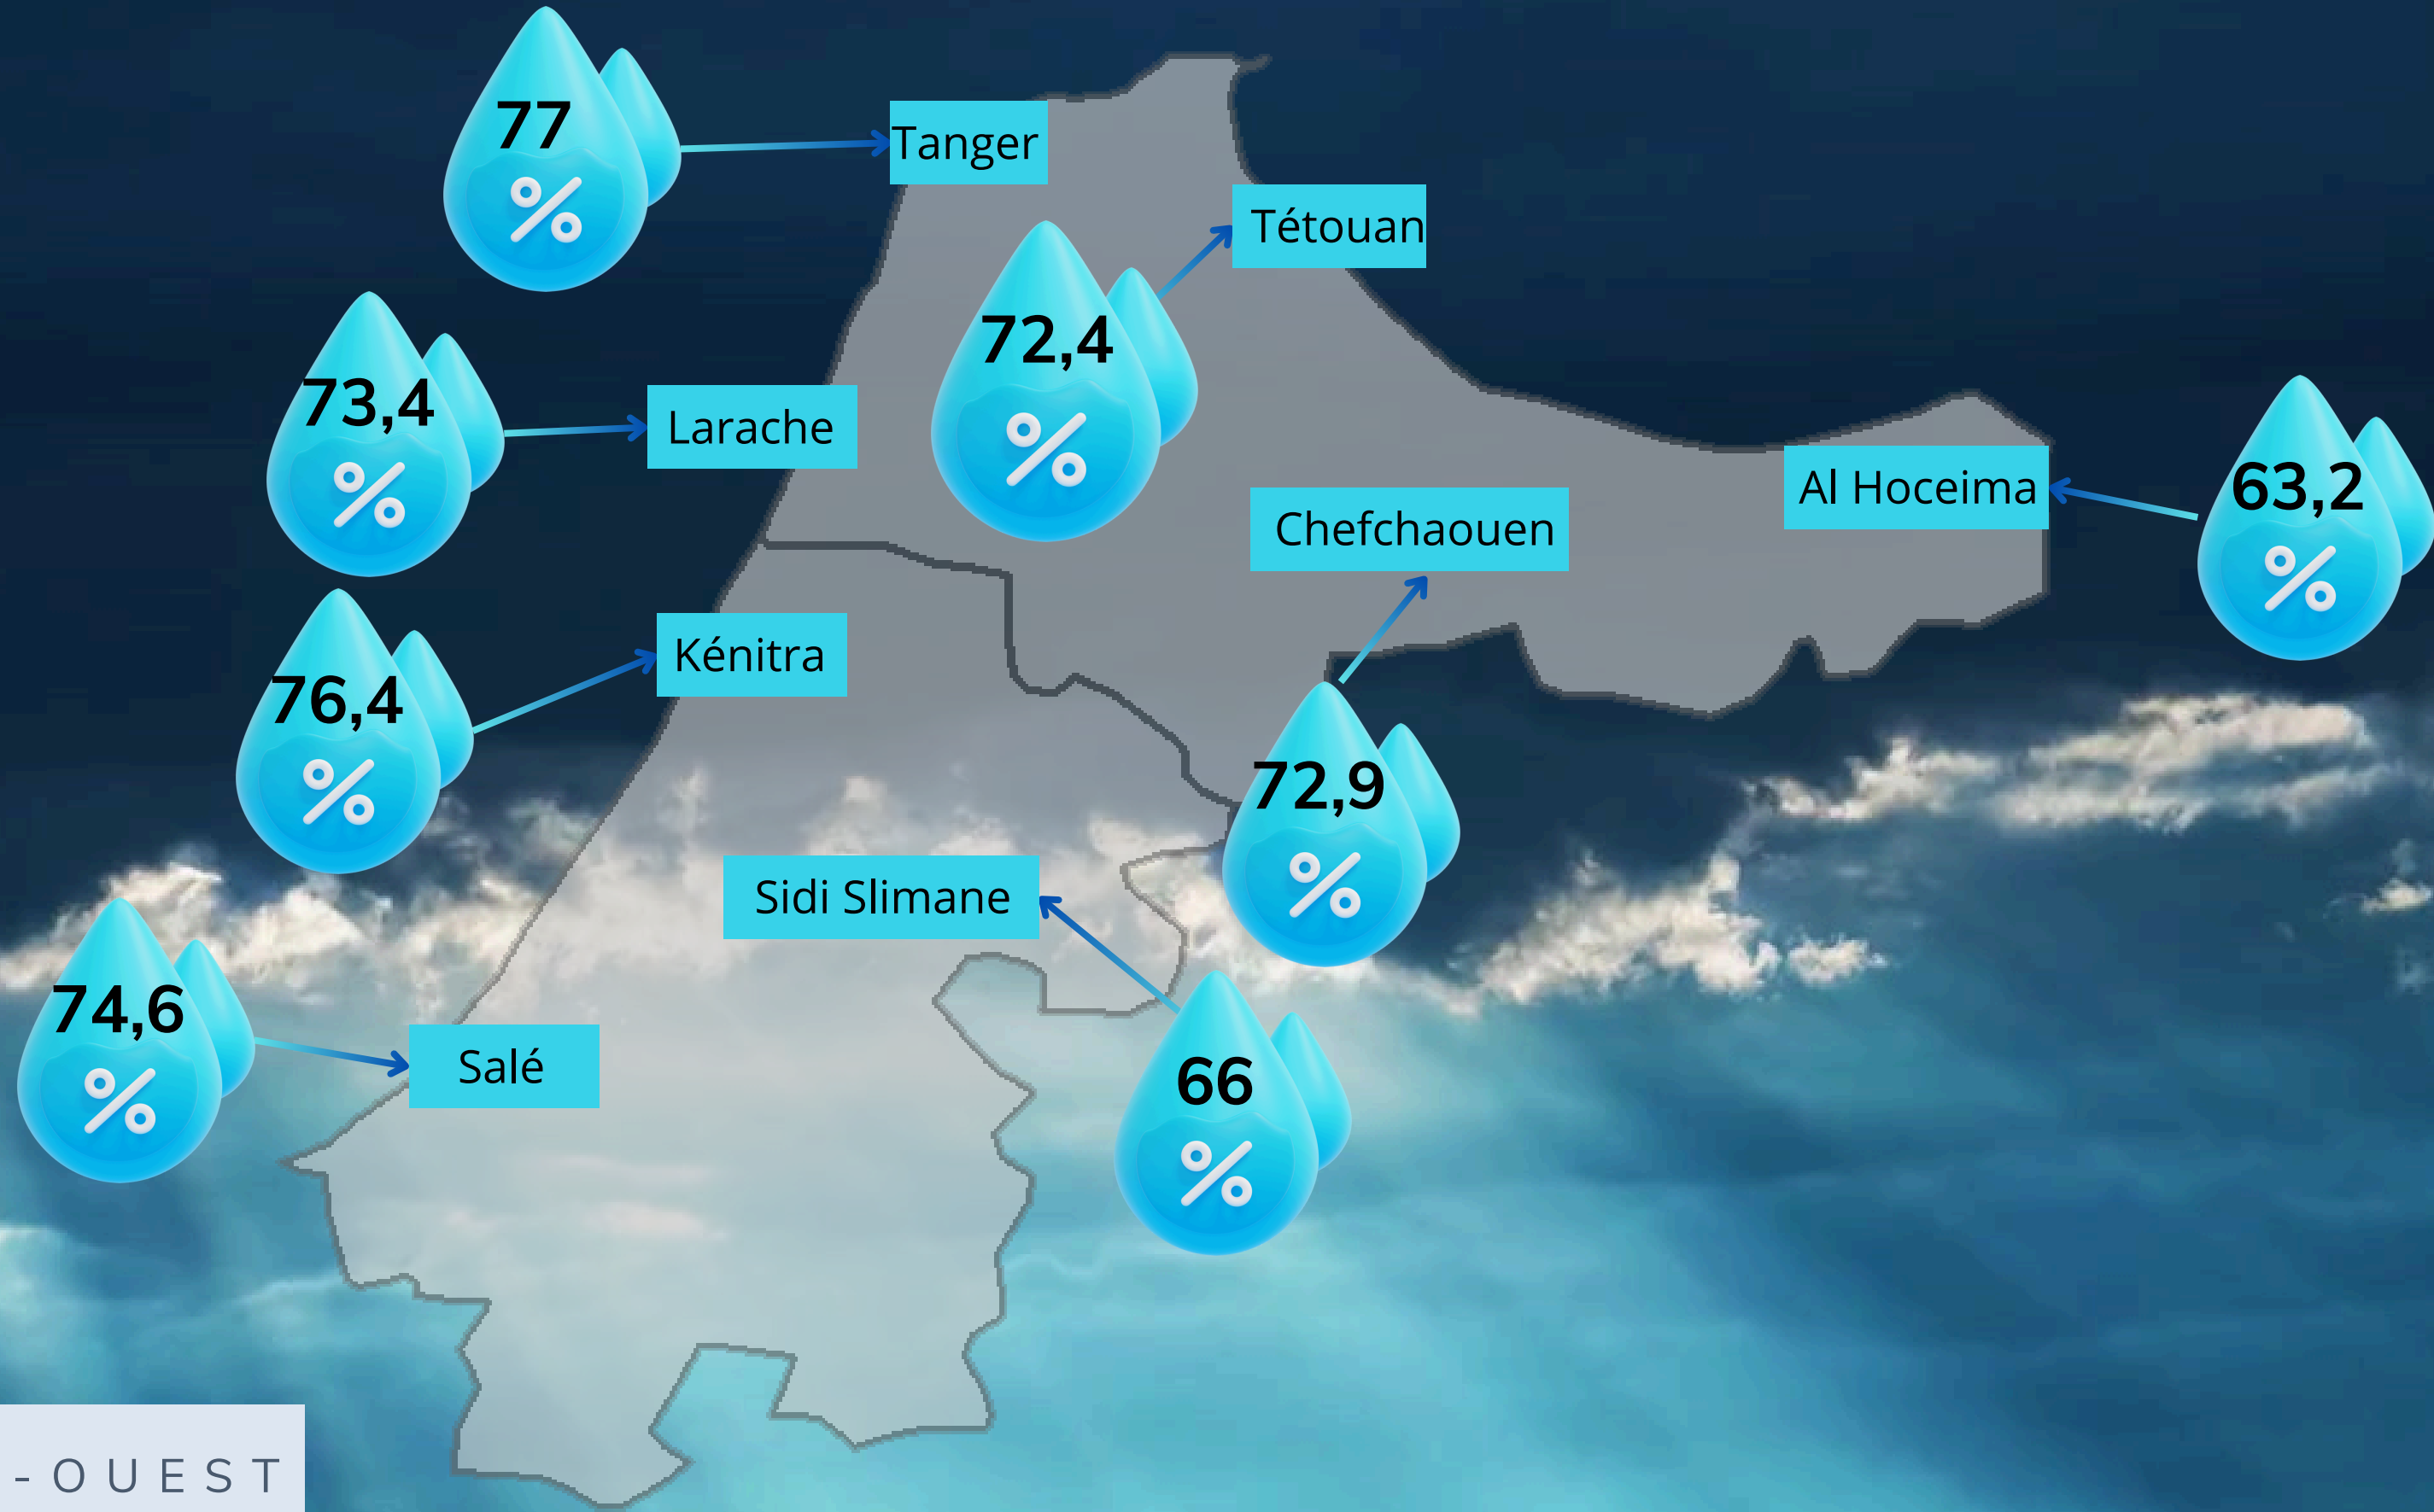 77
%
Tanger
Tétouan
72,4
%
73,4
%
Larache
Al Hoceima
63,2
%
Chefchaouen
Kénitra
76,4
%
72,9
%
Sidi Slimane
74,6
%
Salé
66
%
-OUEST